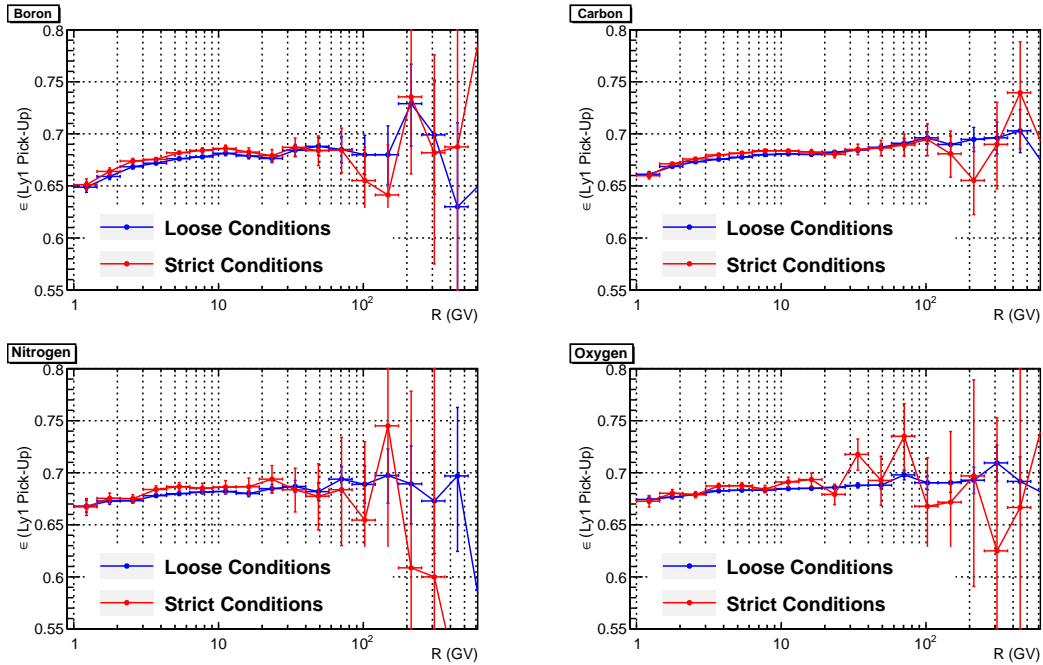 Boron
ϵ (Ly1 Pick-Up)
0.8
0.75
0.7
0.65
0.6
0.55
Loose Conditions
Strict Conditions
1
10
10²
R (GV)
Carbon
ϵ (Ly1 Pick-Up)
0.8
0.75
0.7
0.65
0.6
0.55
Loose Conditions
Strict Conditions
1
10
10²
R (GV)
Nitrogen
ϵ (Ly1 Pick-Up)
0.8
0.75
0.7
0.65
0.6
0.55
Loose Conditions
Strict Conditions
1
10
10²
R (GV)
Oxygen
ϵ (Ly1 Pick-Up)
0.8
0.75
0.7
0.65
0.6
0.55
Loose Conditions
Strict Conditions
1
10
10²
R (GV)